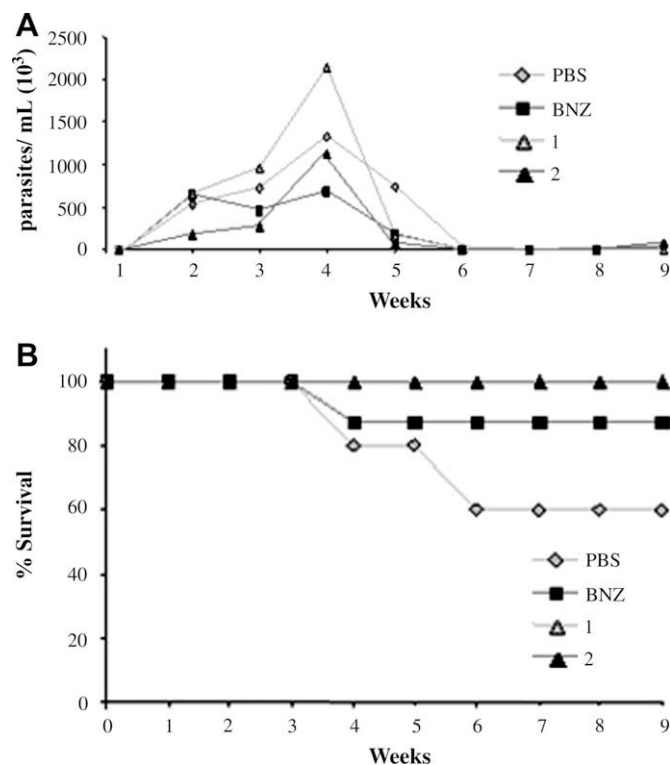 A
parasites/ mL (10³)
2500
2000
1500
1000
500
0
1 2 3 4 5 6 7 8 9
Weeks
PBS
BNZ
1
2
B
% Survival
100
80
60
40
20
0
0 1 2 3 4 5 6 7 8 9
Weeks
PBS
BNZ
1
2